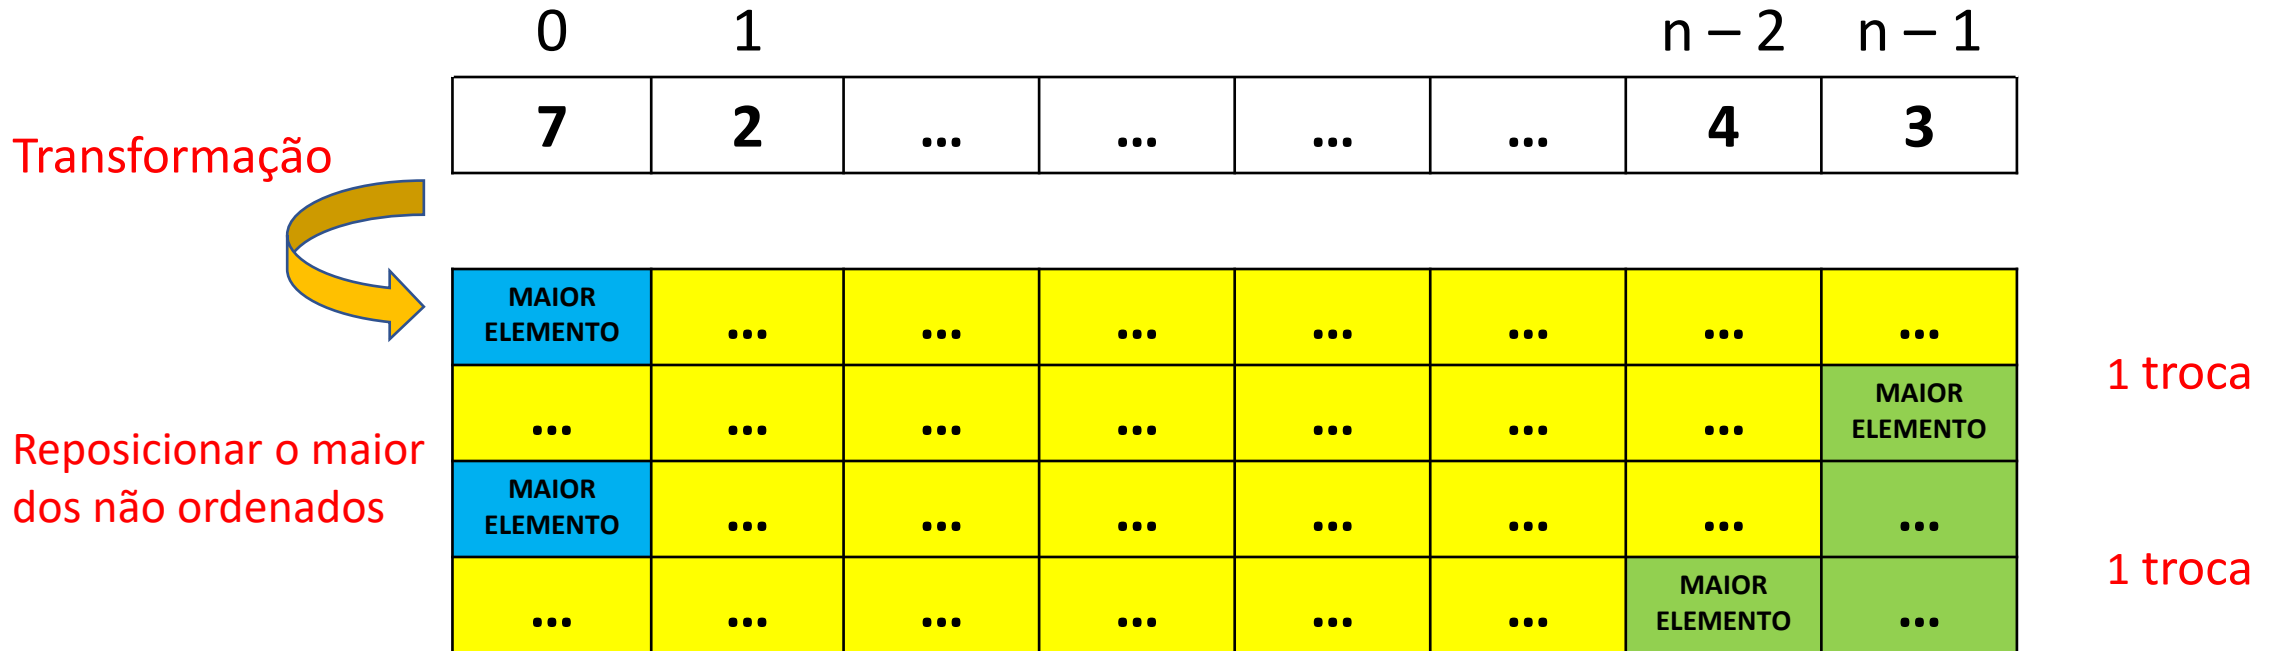 0 1 n – 2 n – 1
7 2 ... ... ... ... 4 3
Transformação
MAIOR
ELEMENTO ... ... ... ... ... ... ...
1 troca
... ... ... ... ... ... ... MAIOR
ELEMENTO
Reposicionar o maior
dos não ordenados
MAIOR
ELEMENTO ... ... ... ... ... ... ...
1 troca
... ... ... ... ... ... MAIOR
ELEMENTO ...